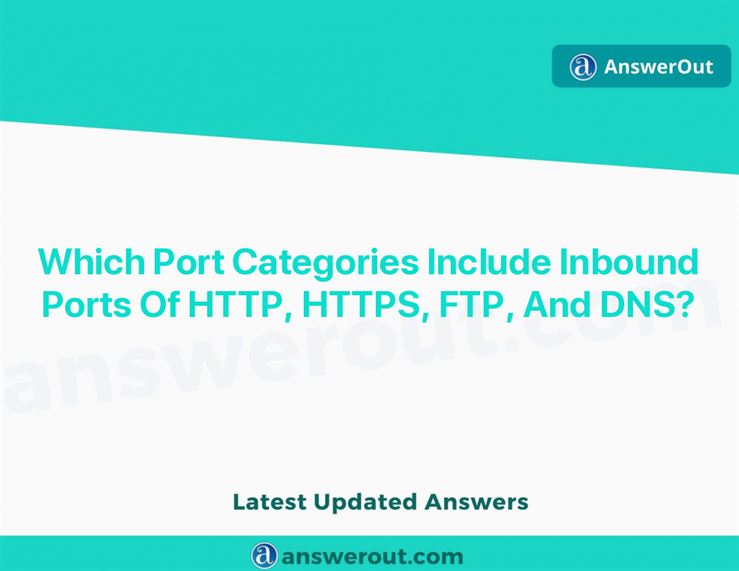 AnswerOut
Which Port Categories Include Inbound
Ports Of HTTP, HTTPS, FTP, And DNS?
answerout.com
Latest Updated Answers
answerout.com